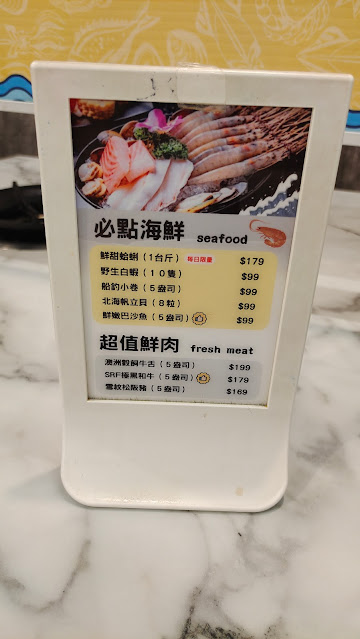 必點海鮮 seafood
鮮甜蛤蜊(1台斤) 每日限量 $179
野生白蝦(10隻) $99
船釣小卷(5盎司) $99
北海帆立貝(8粒) $99
鮮嫩巴沙魚(5盎司) $99
超值鮮肉 fresh meat
澳洲穀飼牛舌(5盎司) $199
SRF極黑和牛(5盎司) $179
雪紋松阪豬(5盎司) $169